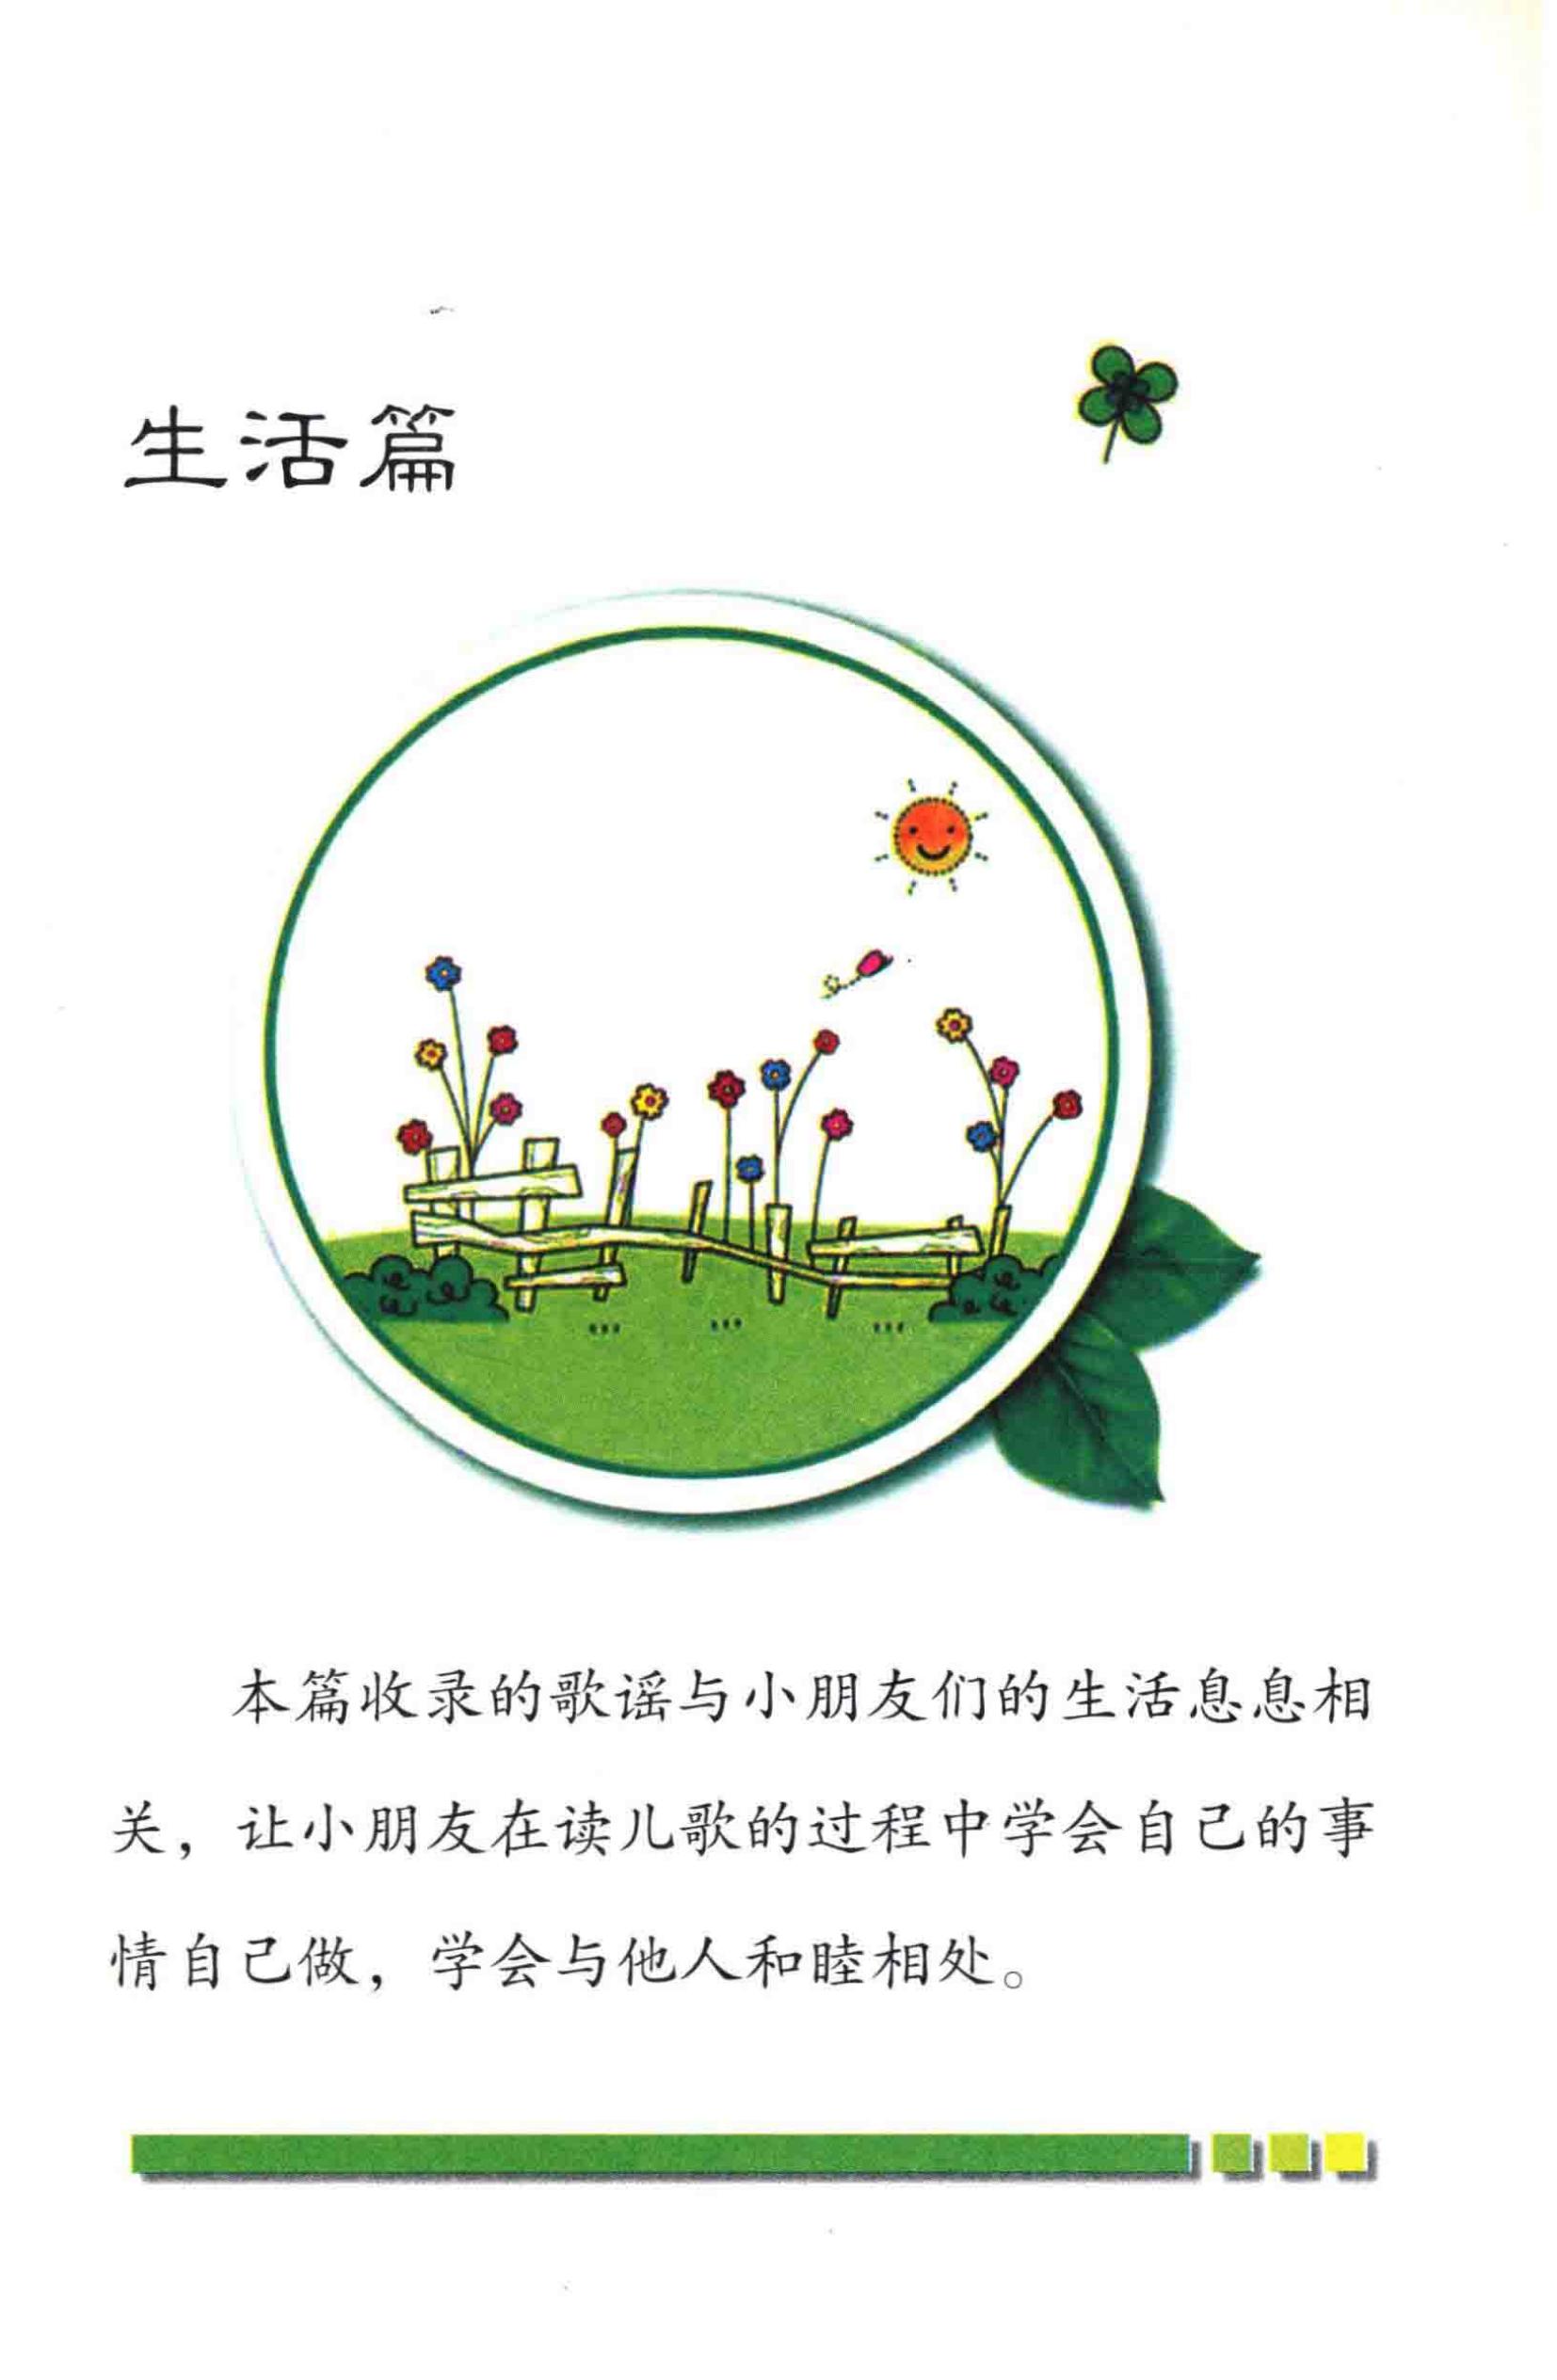 生活篇
本篇收录的歌谣与小朋友们的生活息息相
关，让小朋友在读儿歌的过程中学会自己的事
情自己做，学会与他人和睦相处。